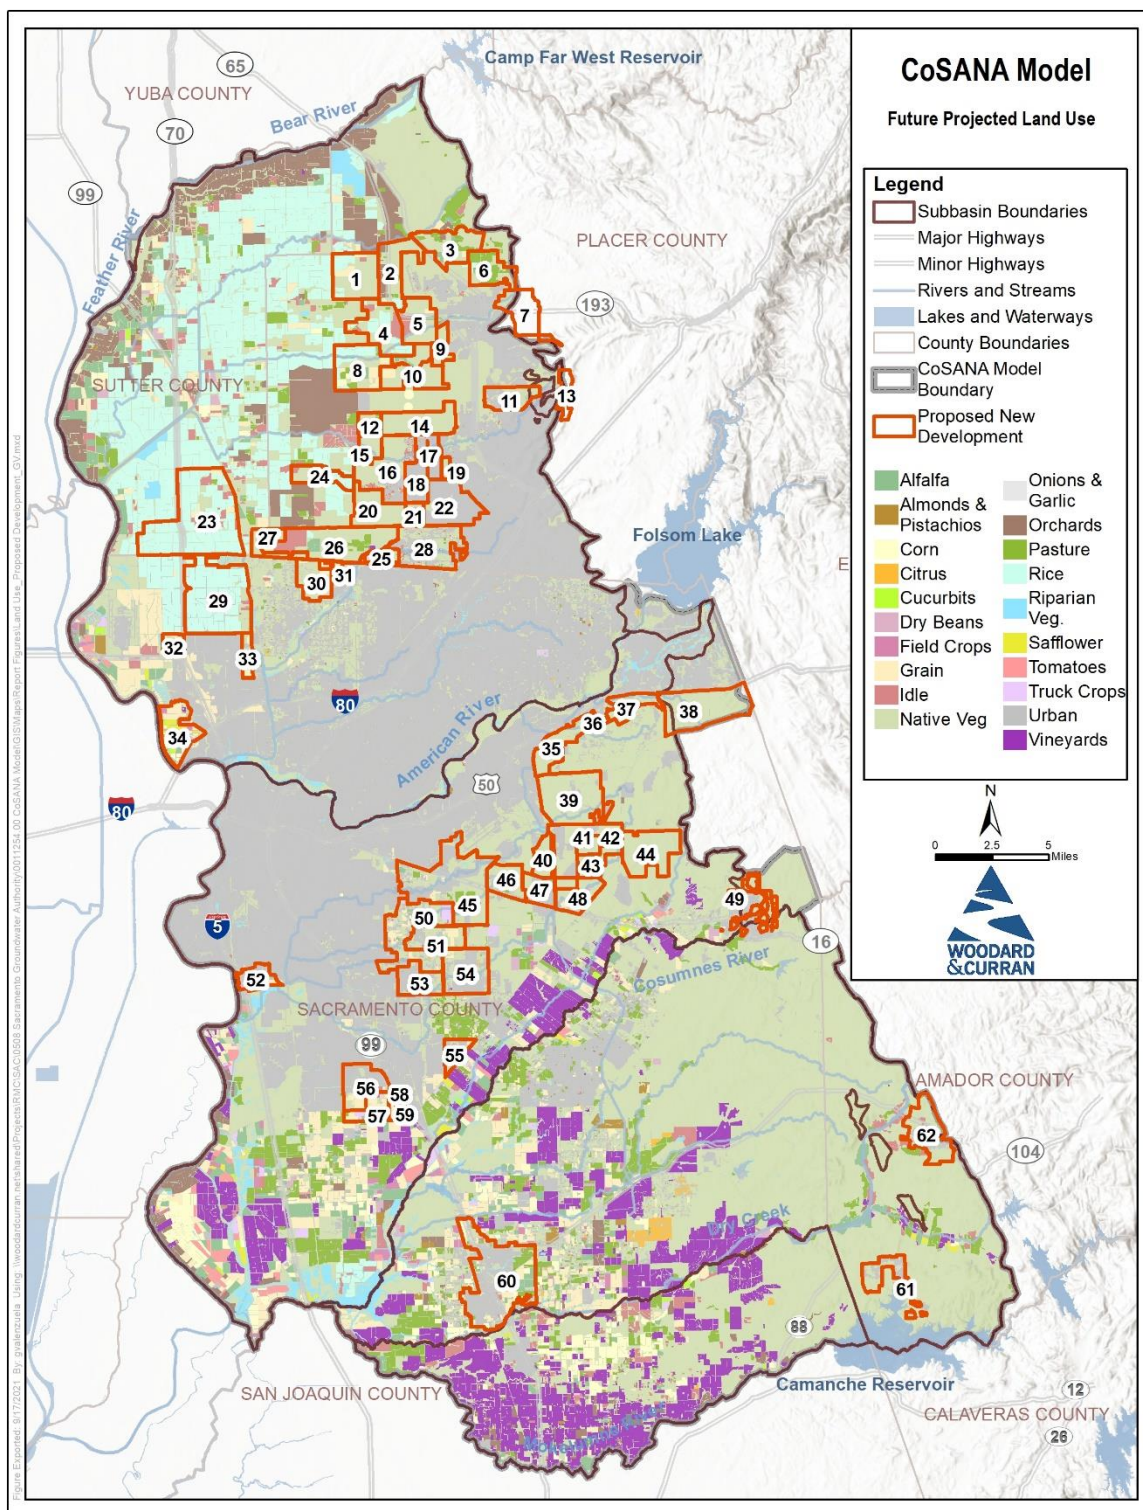 CoSANA Model
Future Projected Land Use
Legend
Subbasin Boundaries
Major Highways
Minor Highways
Rivers and Streams
Lakes and Waterways
County Boundaries
CoSANA Model
Boundary
Proposed New
Development
Alfalfa
Almonds &
Pistachios
Corn
Citrus
Cucurbits
Dry Beans
Field Crops
Grain
Idle
Native Veg
Onions &
Garlic
Orchards
Pasture
Rice
Riparian
Veg.
Safflower
Tomatoes
Truck Crops
Urban
Vineyards
N
0 2.5 5
Miles
WOODARD
&CURRAN
Camp Far West Reservoir
65
YUBA COUNTY
Bear River
70
99
Feather River
PLACER COUNTY
3
1
2
6
7
193
4
5
9
SUTTER COUNTY
8
10
11
13
12
14
15
17
24
16
19
18
20
21
22
23
27
26
25
28
Folsom Lake
E
30
31
29
32
33
80
34
American River
35
36
37
38
50
80
39
41
42
40
43
44
46
47
48
45
49
50
5
51
16
52
53
54
Cosumnes River
SACRAMENTO COUNTY
99
55
56
58
57
59
AMADOR COUNTY
62
104
Dry Creek
60
61
88
SAN JOAQUIN COUNTY
Camanche Reservoir
12
CALAVERAS COUNTY
26